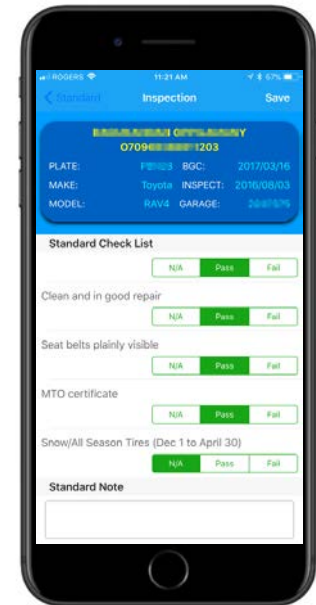 ROGERS 11:21 AM 67%
Standard Inspection Save
PLATE: BGC: 2017/03/16
MAKE: Toyota INSPECT: 2016/08/03
MODEL: RAV4 GARAGE:
Standard Check List
N/A Pass Fail
Clean and in good repair
N/A Pass Fail
Seat belts plainly visible
N/A Pass Fail
MTO certificate
N/A Pass Fail
Snow/All Season Tires (Dec 1 to April 30)
N/A Pass Fail
Standard Note